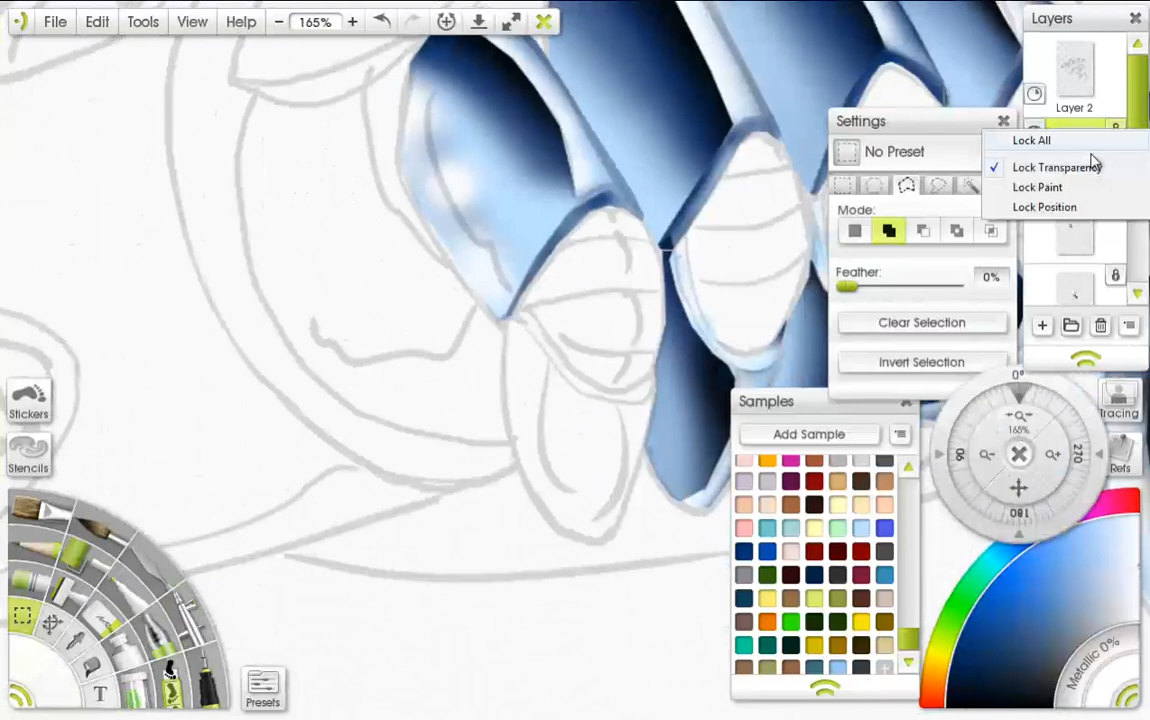 File Edit Tools View Help − 165% +
Layers
Layer 2
Settings
No Preset
Lock All
✓ Lock Transparency
Lock Paint
Lock Position
Mode:
Feather:
0%
Clear Selection
Invert Selection
Samples
Add Sample
0°
165%
90
270
180
Tracing
Refs
Stickers
Stencils
T
Presets
Metallic 0%